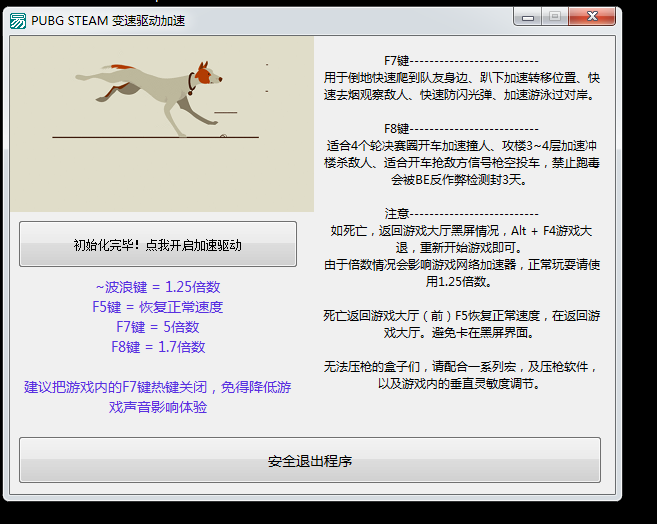 PUBG STEAM 变速驱动加速
初始化完毕！点我开启加速驱动
~波浪键 = 1.25倍数
F5键 = 恢复正常速度
F7键 = 5倍数
F8键 = 1.7倍数
建议把游戏内的F7键热键关闭，免得降低游
戏声音影响体验
F7键--------------------------
用于倒地快速爬到队友身边、趴下加速转移位置、快
速去烟观察敌人、快速防闪光弹、加速游泳过对岸。
F8键--------------------------
适合4个轮决赛圈开车加速撞人、攻楼3~4层加速冲
楼杀敌人、适合开车抢敌方信号枪空投车，禁止跑毒
会被BE反作弊检测封3天。
注意--------------------------
如死亡，返回游戏大厅黑屏情况，Alt + F4游戏大
退，重新开始游戏即可。
由于倍数情况会影响游戏网络加速器，正常玩耍请使
用1.25倍数。
死亡返回游戏大厅（前）F5恢复正常速度，在返回游
戏大厅。避免卡在黑屏界面。
无法压枪的盒子们，请配合一系列宏，及压枪软件，
以及游戏内的垂直灵敏度调节。
安全退出程序